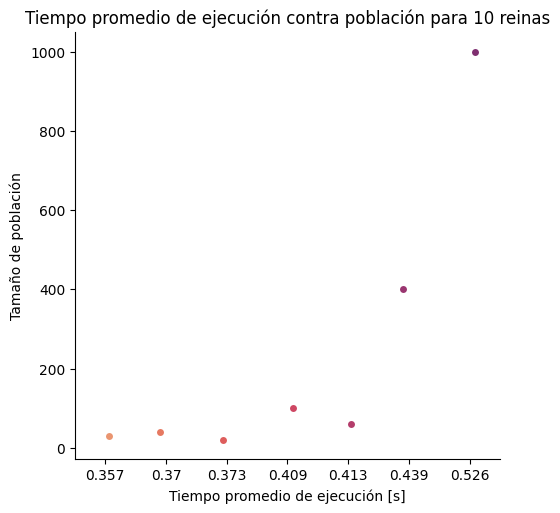 Tiempo promedio de ejecución contra población para 10 reinas
1000
800
600
400
200
0
Tamaño de población
0.357 0.37 0.373 0.409 0.413 0.439 0.526
Tiempo promedio de ejecución [s]